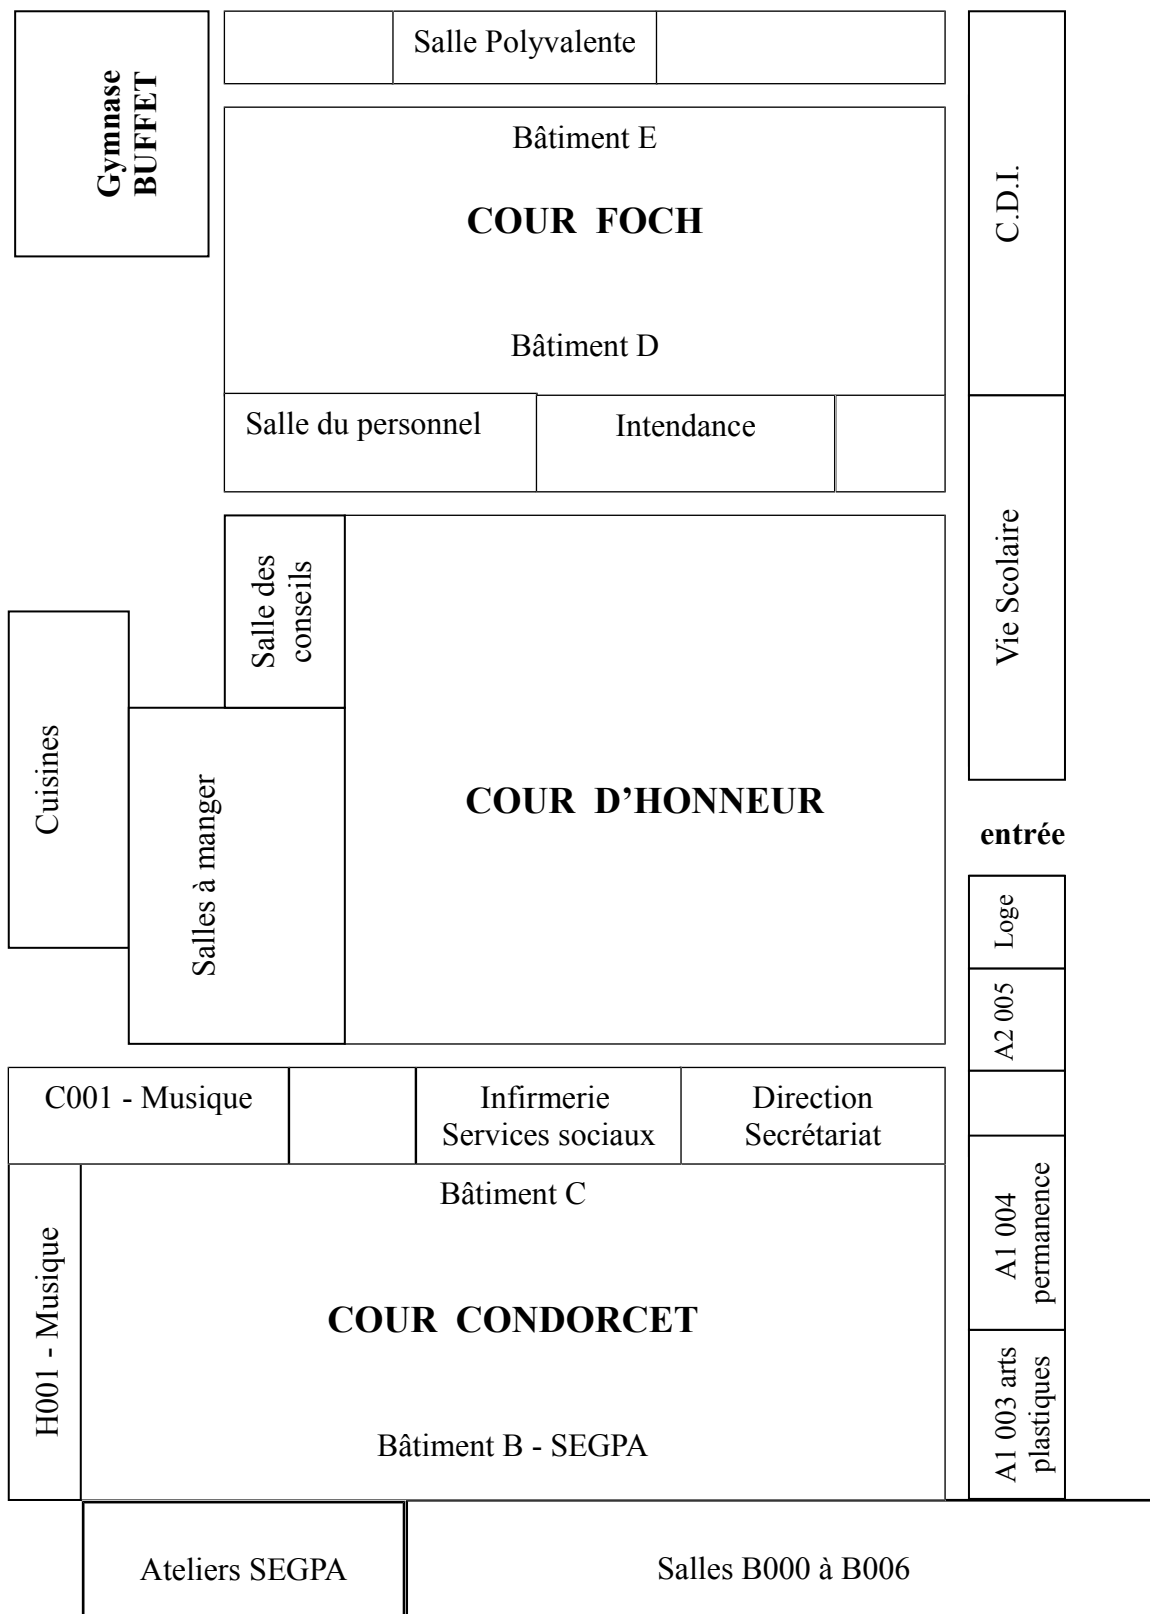 Salle Polyvalente
Gymnase
BUFFET
Bâtiment E
COUR FOCH
C.D.I.
Bâtiment D
Salle du personnel
Intendance
Vie Scolaire
Salle des
conseils
Cuisines
Salles à manger
COUR D’HONNEUR
entrée
Loge
A2 005
C001 - Musique
Infirmerie
Services sociaux
Direction
Secrétariat
A1 004
permanence
Bâtiment C
H001 - Musique
COUR CONDORCET
A1 003 arts
plastiques
Bâtiment B - SEGPA
Ateliers SEGPA
Salles B000 à B006